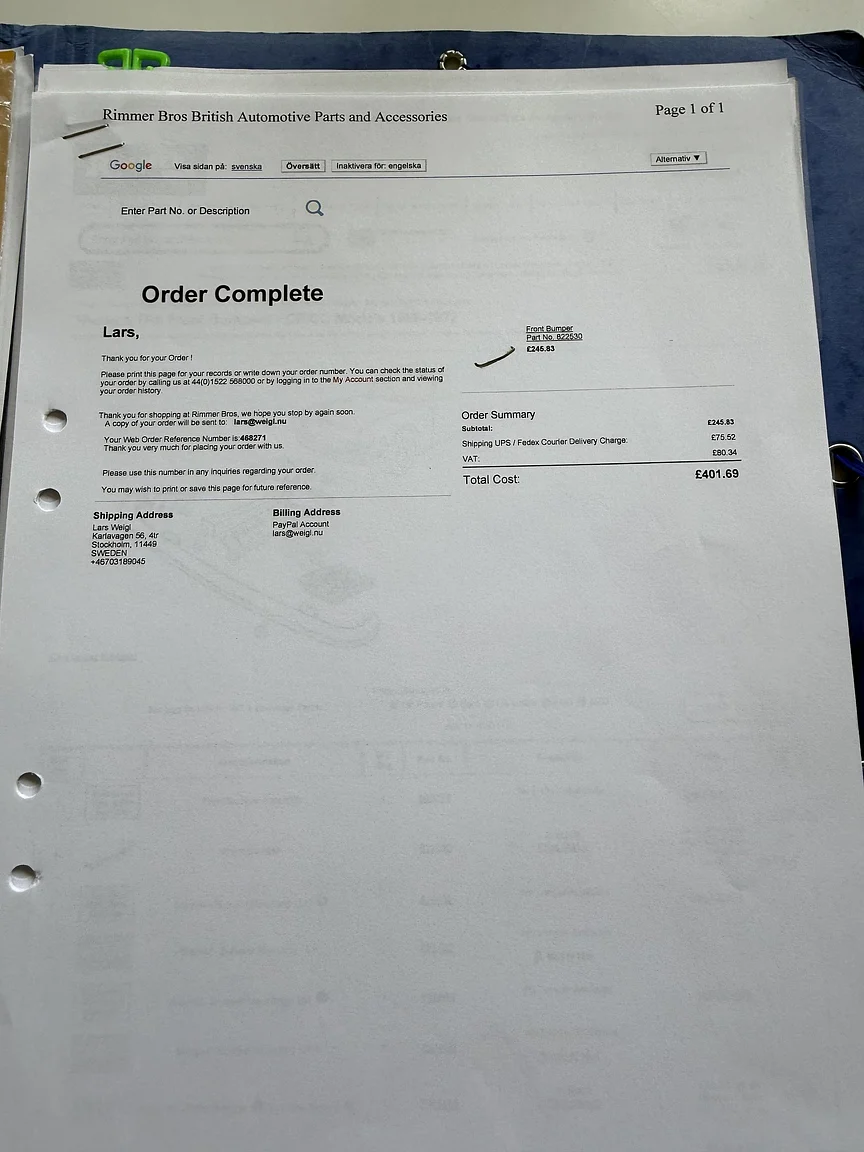 Rimmer Bros British Automotive Parts and Accessories
Page 1 of 1
Google Visa sidan på: svenska Översätt Inaktivera för: engelska Alternativ ▼
Enter Part No. or Description
Order Complete
Lars,
Thank you for your Order !
Please print this page for your records or write down your order number. You can check the status
of your order by calling us at 44(0)1522 568000 or by logging in to the My Account section and viewing
your order history.
Thank you for shopping at Rimmer Bros, we hope you stop by again soon.
A copy of your order will be sent to: lars@weigl.nu
Your Web Order Reference Number is:468271
Thank you very much for placing your order with us.
Please use this number in any inquiries regarding your order.
You may wish to print or save this page for future reference.
Front Bumper
Part No. 822530
£245.83
Order Summary
Subtotal: £245.83
Shipping UPS / Fedex Courier Delivery Charge: £75.52
VAT: £80.34
Total Cost: £401.69
Shipping Address
Lars Weigl
Karlavagen 56, 4tr
Stockholm, 11449
SWEDEN
+46703189045
Billing Address
PayPal Account
lars@weigl.nu